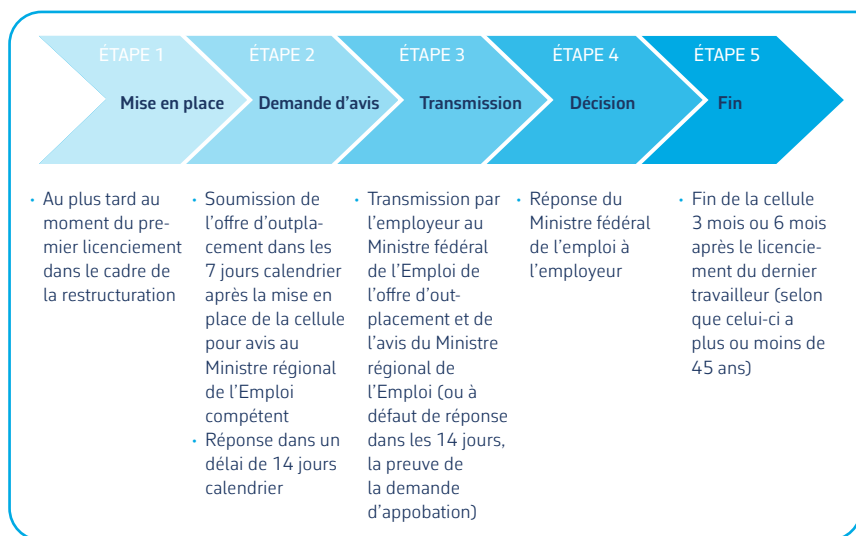 ÉTAPE 1
Mise en place
ÉTAPE 2
Demande d'avis
ÉTAPE 3
Transmission
ÉTAPE 4
Décision
ÉTAPE 5
Fin
• Au plus tard au
moment du pre-
mier licenciement
dans le cadre de
la restructuration
• Soumission de
l'offre d'outpla-
cement dans les
7 jours calendrier
après la mise en
place de la cellule
pour avis au
Ministre régional
de l'Emploi
compétent
• Réponse dans un
délai de 14 jours
calendrier
• Transmission par
l'employeur au
Ministre fédéral
de l'Emploi de
l'offre d'out-
placement et de
l'avis du Ministre
régional de
l'Emploi (ou à
défaut de réponse
dans les 14 jours,
la preuve de
la demande
d'appobation)
• Réponse du
Ministre fédéral
de l'emploi à
l'employeur
• Fin de la cellule
3 mois ou 6 mois
après le licencie-
ment du dernier
travailleur (selon
que celui-ci a
plus ou moins de
45 ans)